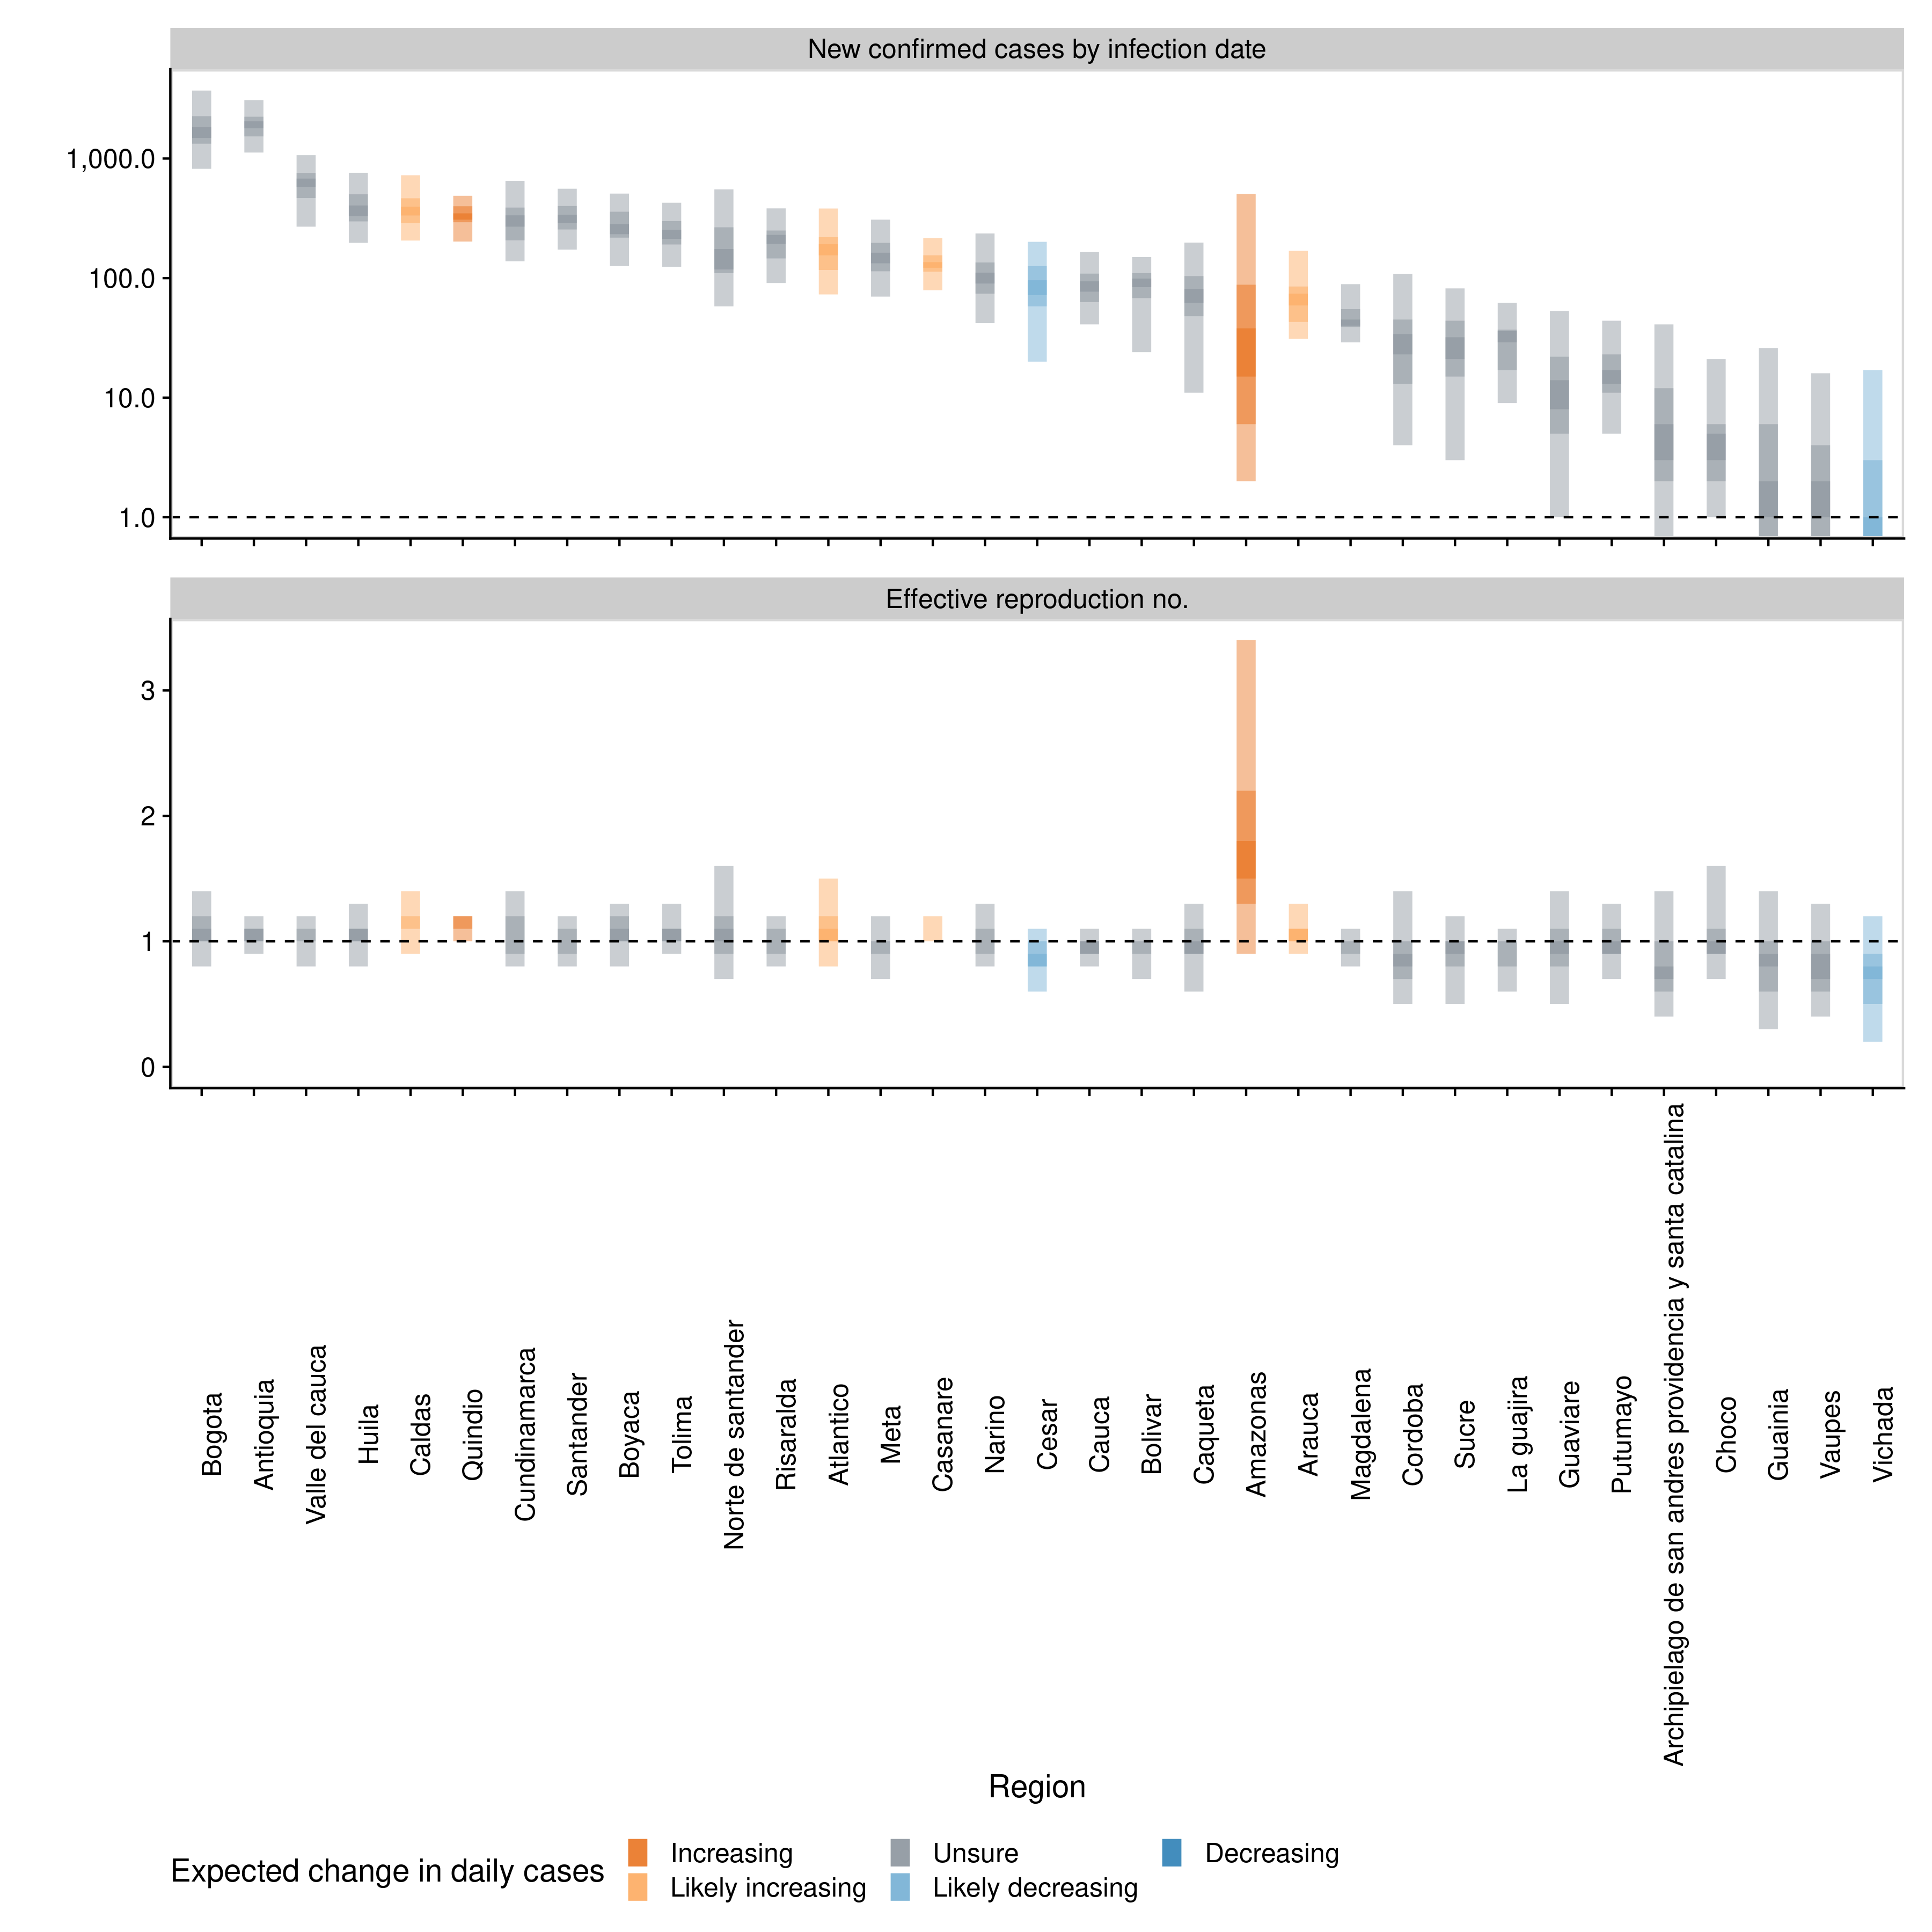 New confirmed cases by infection date
1,000.0
100.0
10.0
1.0
Effective reproduction no.
3
2
1
0
Bogota
Antioquia
Valle del cauca
Huila
Caldas
Quindio
Cundinamarca
Santander
Boyaca
Tolima
Norte de santander
Risaralda
Atlantico
Meta
Casanare
Narino
Cesar
Cauca
Bolivar
Caqueta
Amazonas
Arauca
Magdalena
Cordoba
Sucre
La guajira
Guaviare
Putumayo
Archipielago de san andres providencia y santa catalina
Choco
Guainia
Vaupes
Vichada
Region
Expected change in daily cases
Increasing
Likely increasing
Unsure
Likely decreasing
Decreasing